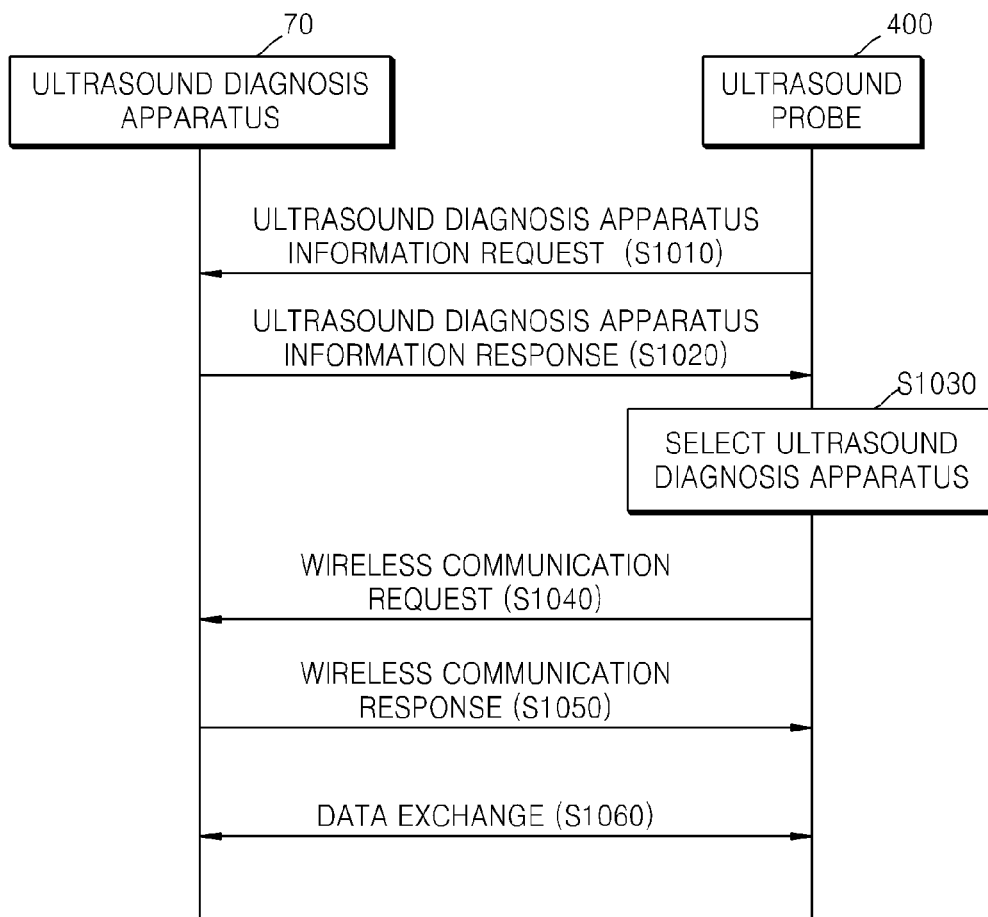 70
400
ULTRASOUND DIAGNOSIS
APPARATUS
ULTRASOUND
PROBE
ULTRASOUND DIAGNOSIS APPARATUS
INFORMATION REQUEST (S1010)
ULTRASOUND DIAGNOSIS APPARATUS
INFORMATION RESPONSE (S1020)
S1030
SELECT ULTRASOUND
DIAGNOSIS APPARATUS
WIRELESS COMMUNICATION
REQUEST (S1040)
WIRELESS COMMUNICATION
RESPONSE (S1050)
DATA EXCHANGE (S1060)